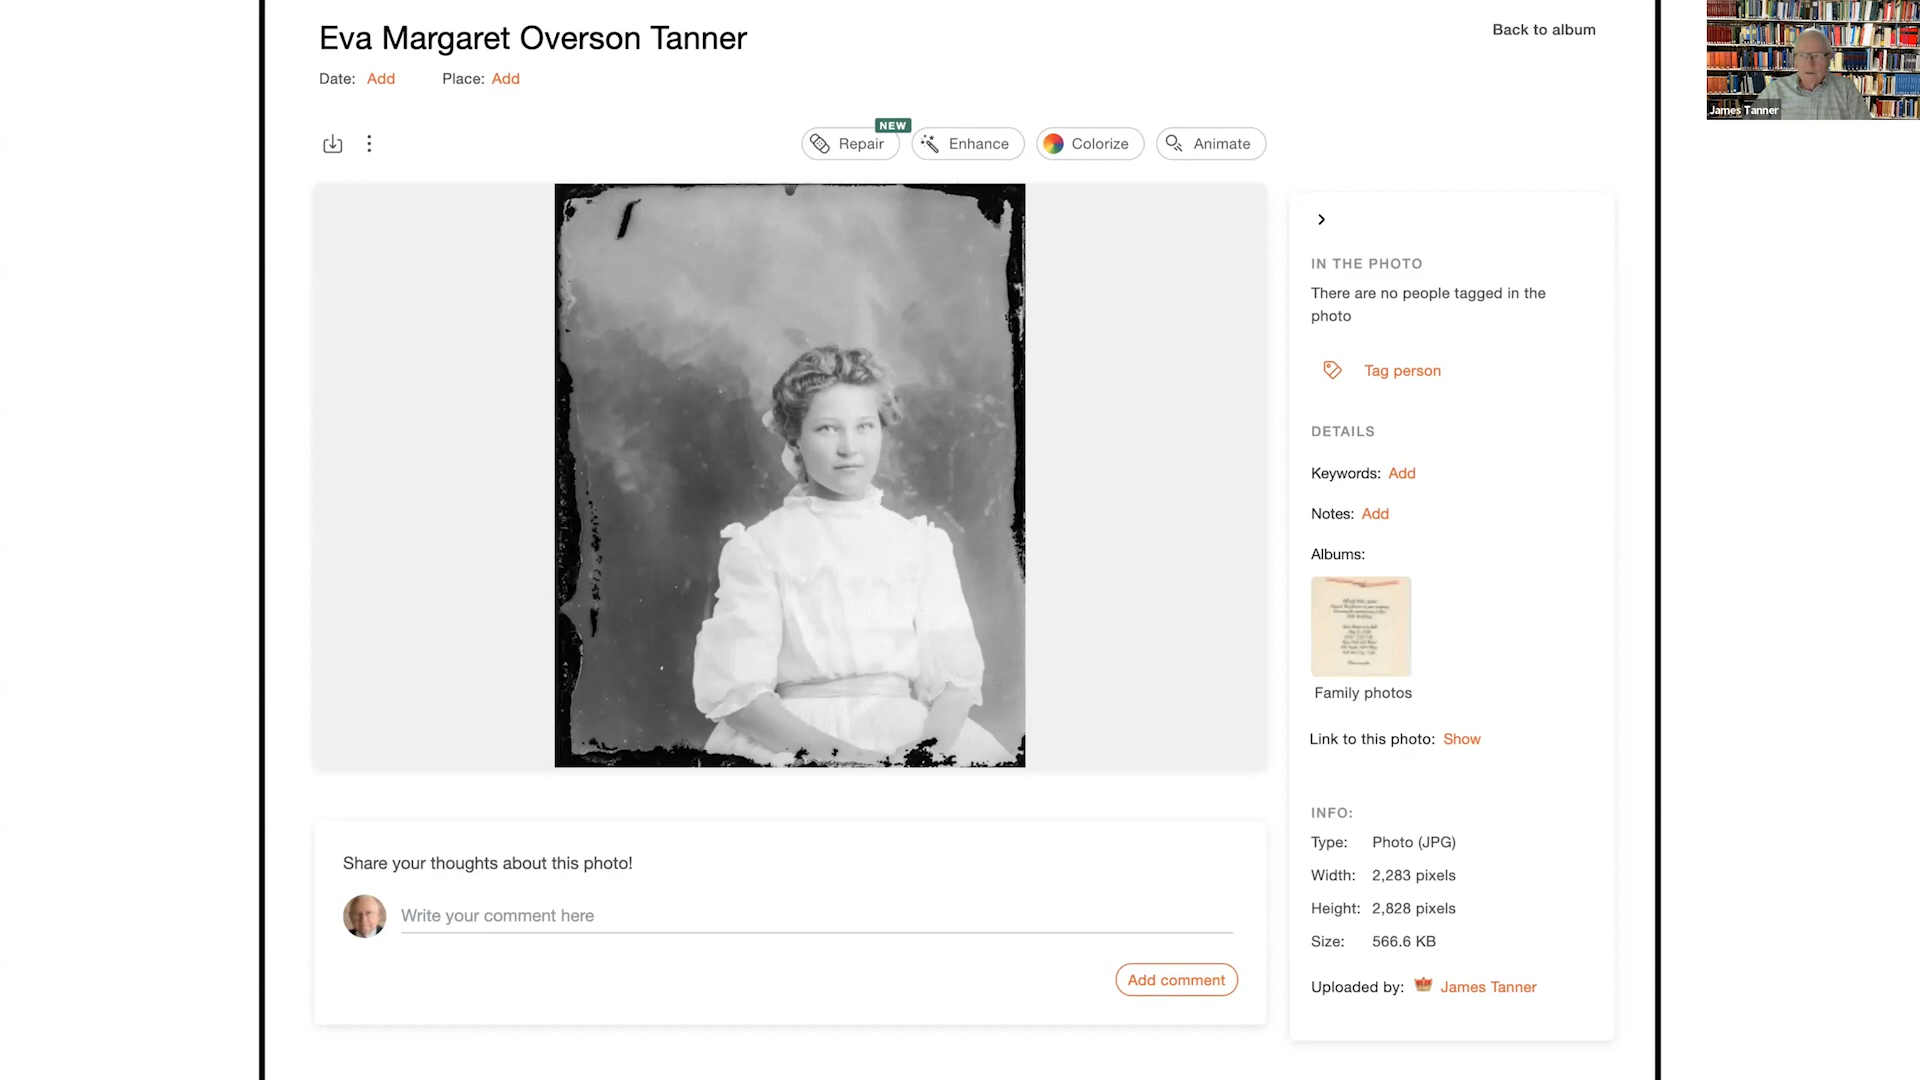 Eva Margaret Overson Tanner
Back to album
Date: Add Place: Add
NEW
Repair Enhance Colorize Animate
IN THE PHOTO
There are no people tagged in the
photo
Tag person
DETAILS
Keywords: Add
Notes: Add
Albums:
Family photos
Link to this photo: Show
INFO:
Type: Photo (JPG)
Width: 2,283 pixels
Height: 2,828 pixels
Size: 566.6 KB
Uploaded by: James Tanner
Share your thoughts about this photo!
Write your comment here
Add comment
James Tanner